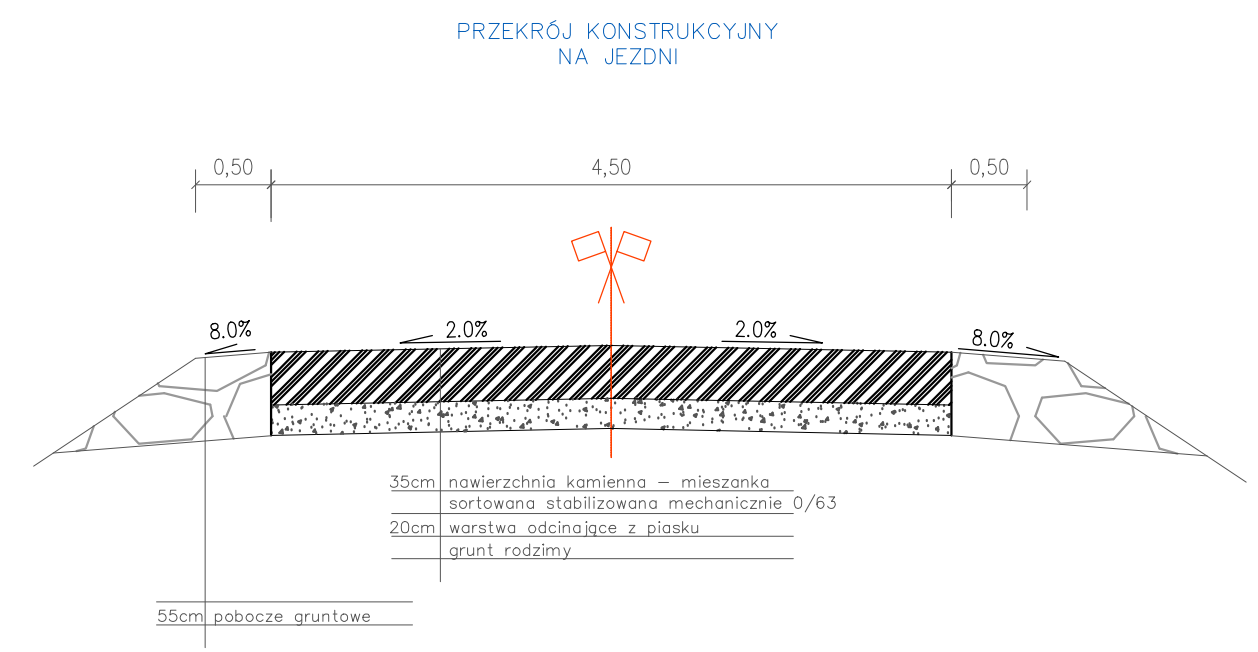 PRZEKRÓJ KONSTRUKCYJNY
NA JEZDNI
0,50 4,50 0,50
8.0% 2.0% 2.0% 8.0%
35cm nawierzchnia kamienna – mieszanka
sortowana stabilizowana mechanicznie 0/63
20cm warstwa odcinające z piasku
grunt rodzimy
55cm pobocze gruntowe